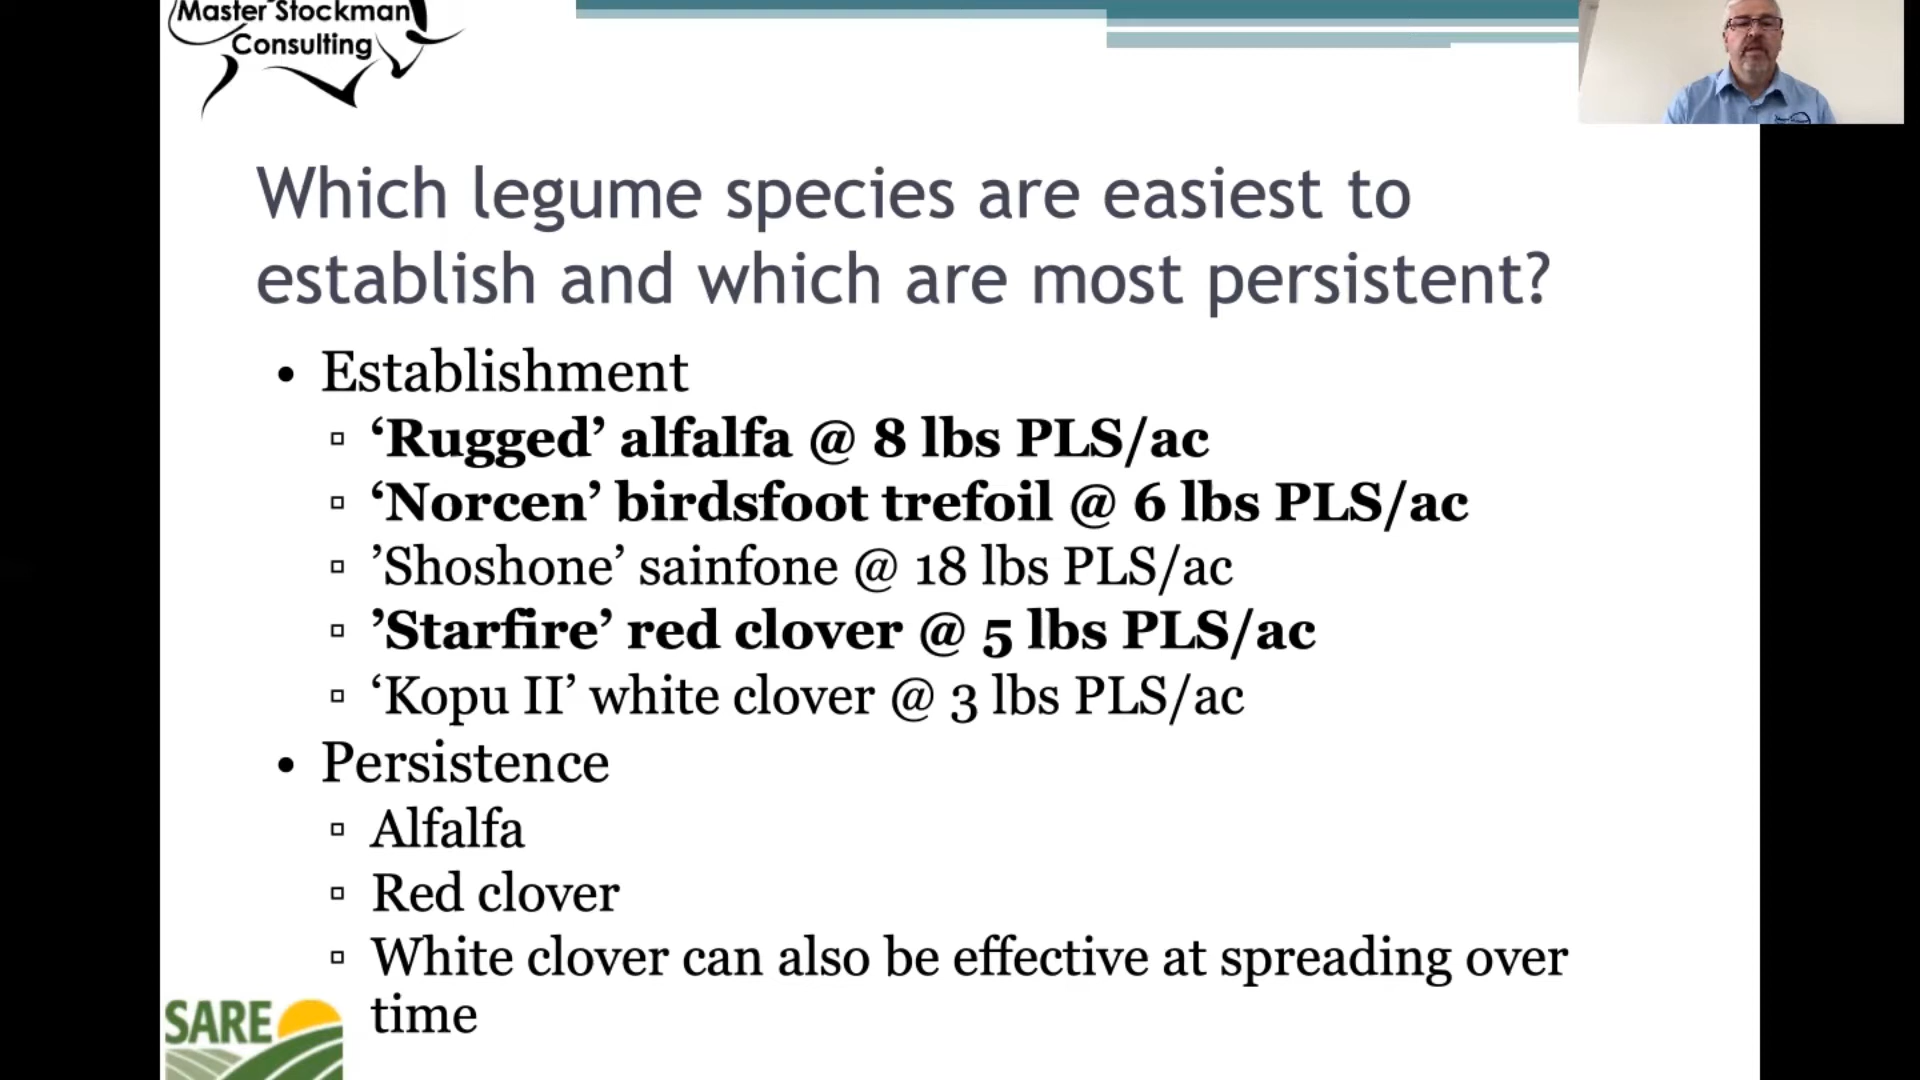 Master Stockman
Consulting
Which legume species are easiest to
establish and which are most persistent?
• Establishment
▫ ‘Rugged’ alfalfa @ 8 lbs PLS/ac
▫ ‘Norcen’ birdsfoot trefoil @ 6 lbs PLS/ac
▫ ’Shoshone’ sainfone @ 18 lbs PLS/ac
▫ ’Starfire’ red clover @ 5 lbs PLS/ac
▫ ‘Kopu II’ white clover @ 3 lbs PLS/ac
• Persistence
▫ Alfalfa
▫ Red clover
▫ White clover can also be effective at spreading over
time
SARE